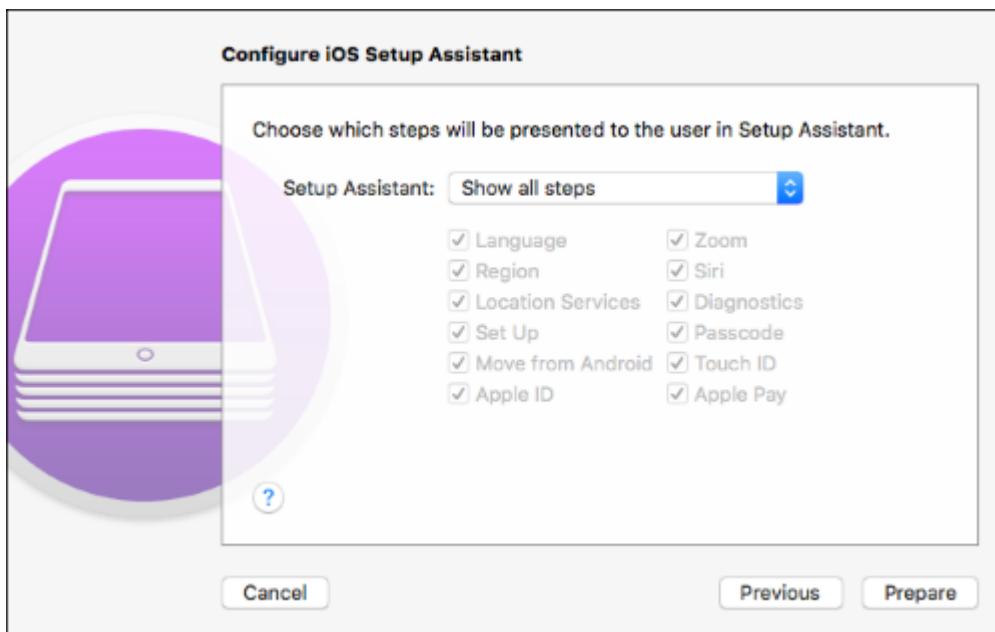 Configure iOS Setup Assistant
Choose which steps will be presented to the user in Setup Assistant.
Setup Assistant: Show all steps
Language Zoom
Region Siri
Location Services Diagnostics
Set Up Passcode
Move from Android Touch ID
Apple ID Apple Pay
?
Cancel Previous Prepare